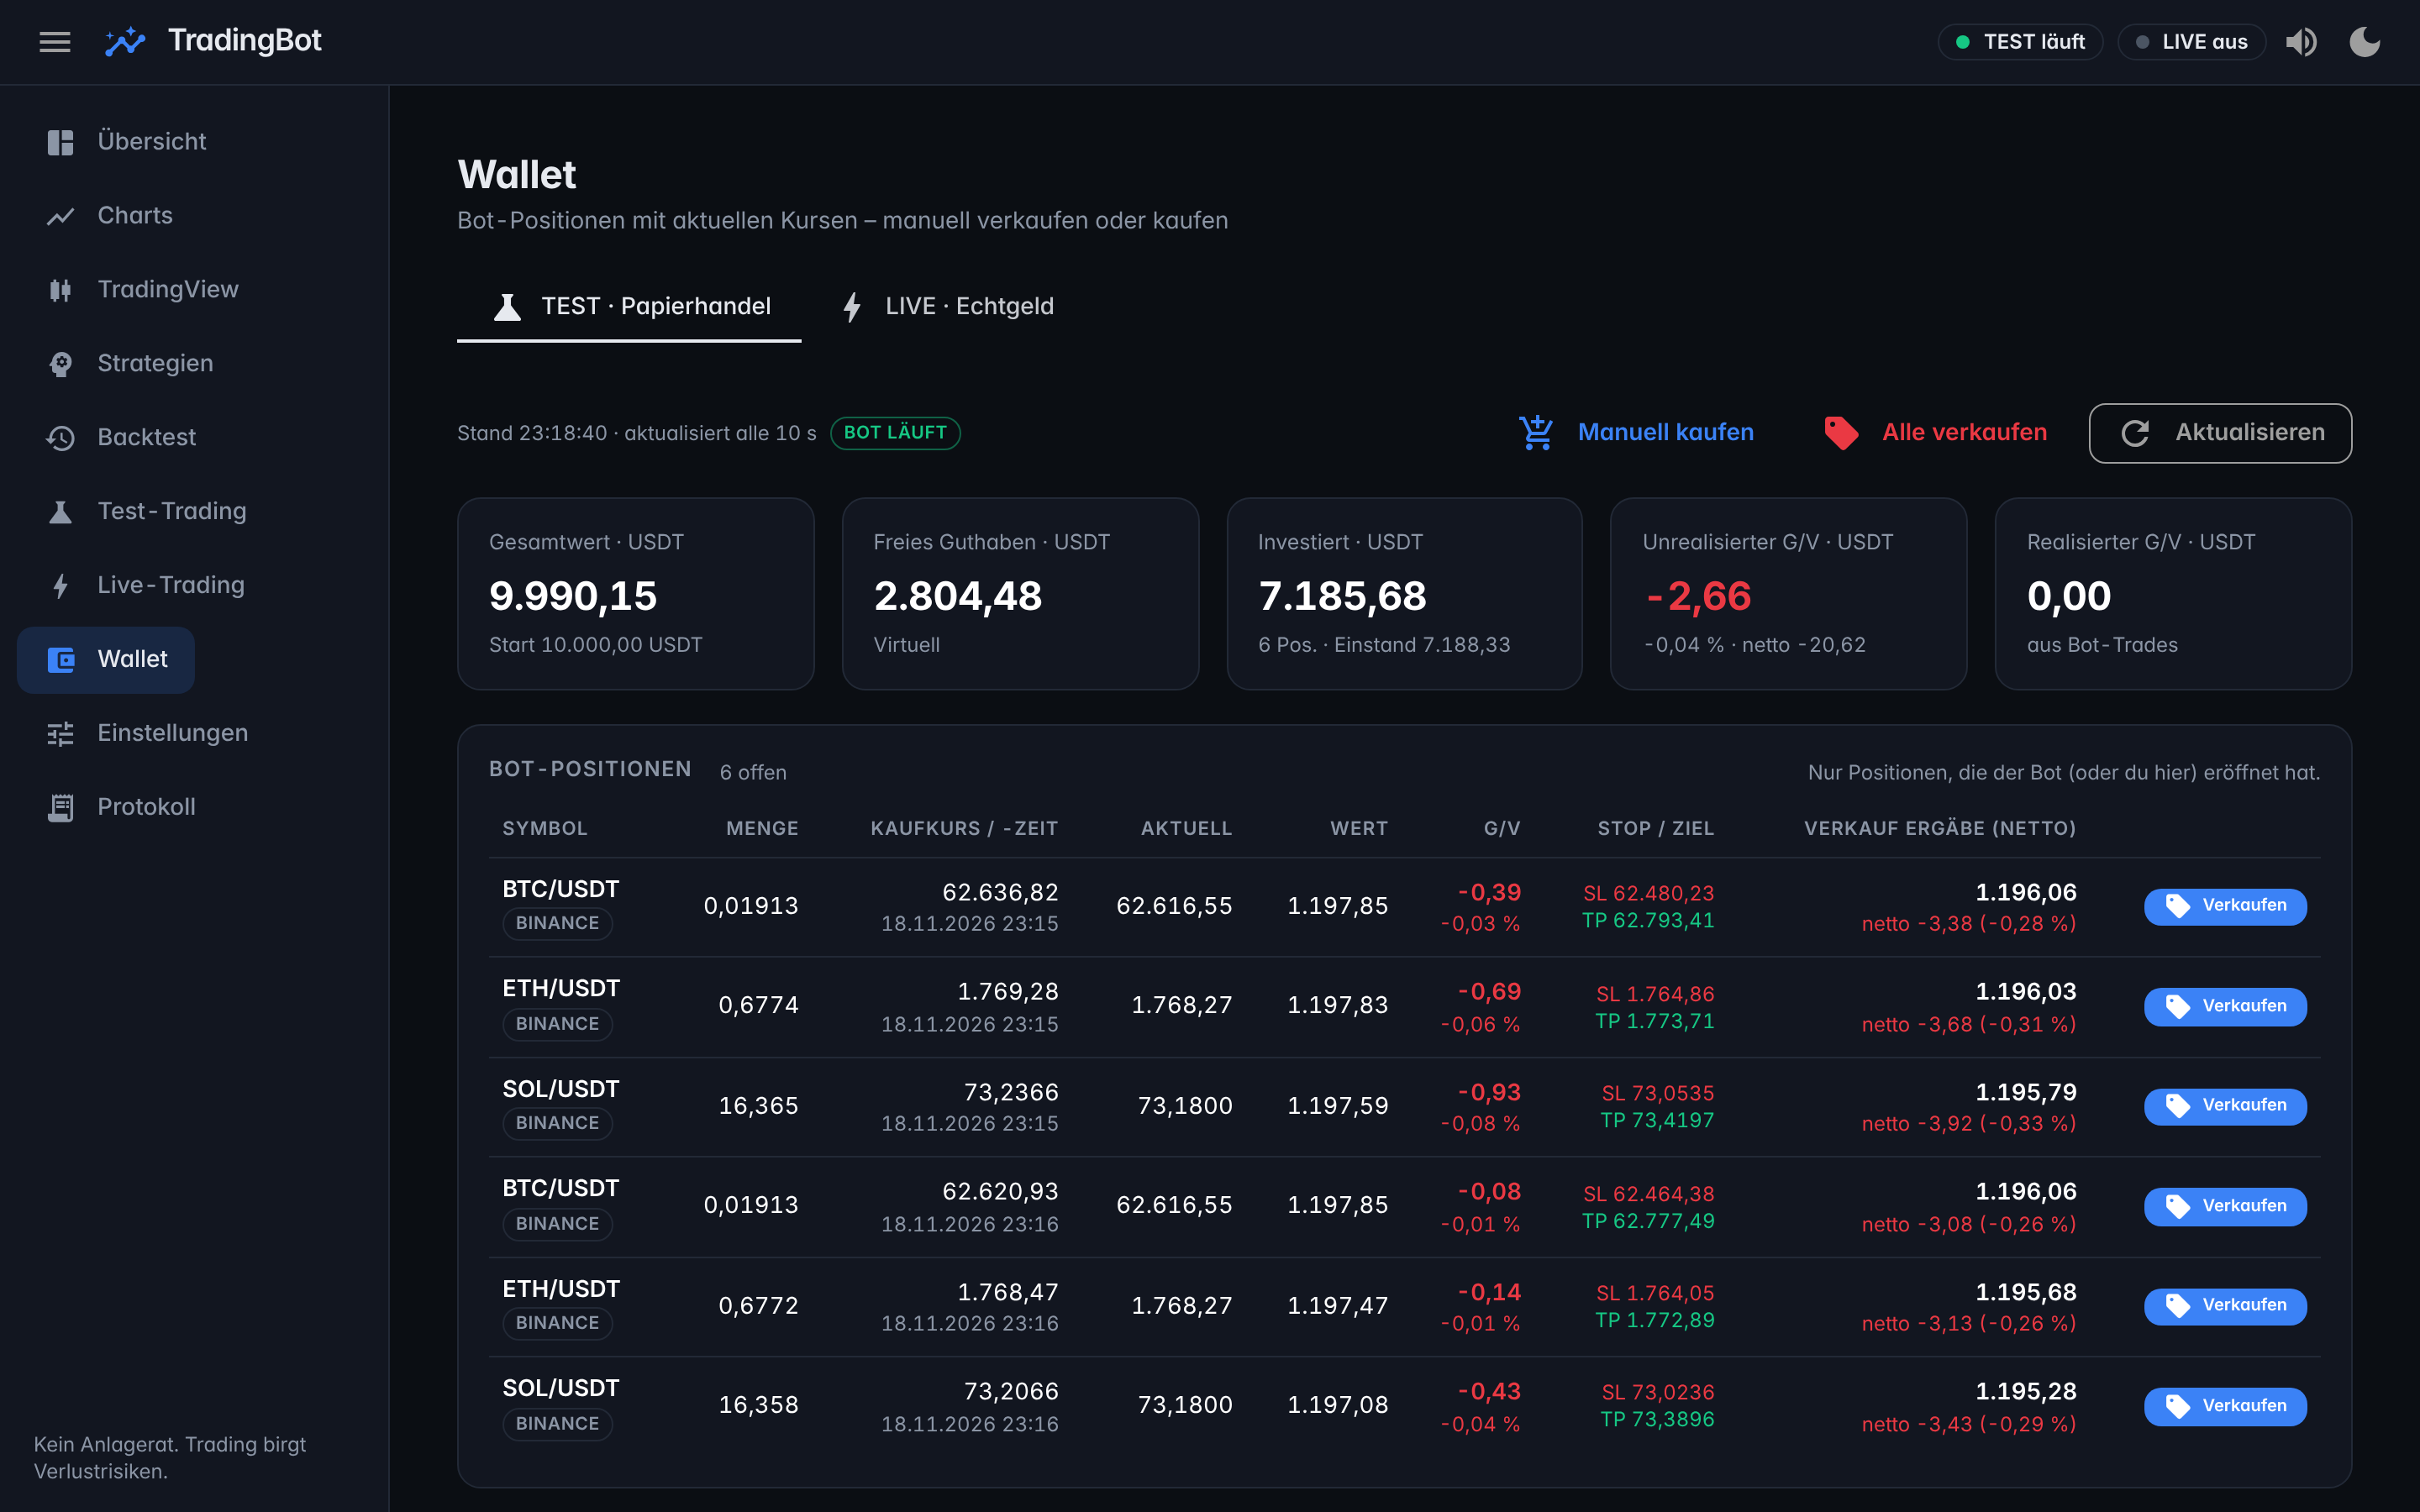 TradingBot
TEST läuft
LIVE aus
Übersicht
Charts
TradingView
Strategien
Backtest
Test-Trading
Live-Trading
Wallet
Einstellungen
Protokoll
Kein Anlagerat. Trading birgt
Verlustrisiken.
Wallet
Bot-Positionen mit aktuellen Kursen – manuell verkaufen oder kaufen
TEST · Papierhandel
LIVE · Echtgeld
Stand 23:18:40 · aktualisiert alle 10 s
BOT LÄUFT
Manuell kaufen
Alle verkaufen
Aktualisieren
Gesamtwert · USDT
9.990,15
Start 10.000,00 USDT
Freies Guthaben · USDT
2.804,48
Virtuell
Investiert · USDT
7.185,68
6 Pos. · Einstand 7.188,33
Unrealisierter G/V · USDT
-2,66
-0,04 % · netto -20,62
Realisierter G/V · USDT
0,00
aus Bot-Trades
BOT-POSITIONEN 6 offen
Nur Positionen, die der Bot (oder du hier) eröffnet hat.
SYMBOL MENGE KAUFKURS / -ZEIT AKTUELL WERT G/V STOP / ZIEL VERKAUF ERGÄBE (NETTO)
BTC/USDT
BINANCE
0,01913
62.636,82
18.11.2026 23:15
62.616,55
1.197,85
-0,39
-0,03 %
SL 62.480,23
TP 62.793,41
1.196,06
netto -3,38 (-0,28 %)
Verkaufen
ETH/USDT
BINANCE
0,6774
1.769,28
18.11.2026 23:15
1.768,27
1.197,83
-0,69
-0,06 %
SL 1.764,86
TP 1.773,71
1.196,03
netto -3,68 (-0,31 %)
Verkaufen
SOL/USDT
BINANCE
16,365
73,2366
18.11.2026 23:15
73,1800
1.197,59
-0,93
-0,08 %
SL 73,0535
TP 73,4197
1.195,79
netto -3,92 (-0,33 %)
Verkaufen
BTC/USDT
BINANCE
0,01913
62.620,93
18.11.2026 23:16
62.616,55
1.197,85
-0,08
-0,01 %
SL 62.464,38
TP 62.777,49
1.196,06
netto -3,08 (-0,26 %)
Verkaufen
ETH/USDT
BINANCE
0,6772
1.768,47
18.11.2026 23:16
1.768,27
1.197,47
-0,14
-0,01 %
SL 1.764,05
TP 1.772,89
1.195,68
netto -3,13 (-0,26 %)
Verkaufen
SOL/USDT
BINANCE
16,358
73,2066
18.11.2026 23:16
73,1800
1.197,08
-0,43
-0,04 %
SL 73,0236
TP 73,3896
1.195,28
netto -3,43 (-0,29 %)
Verkaufen